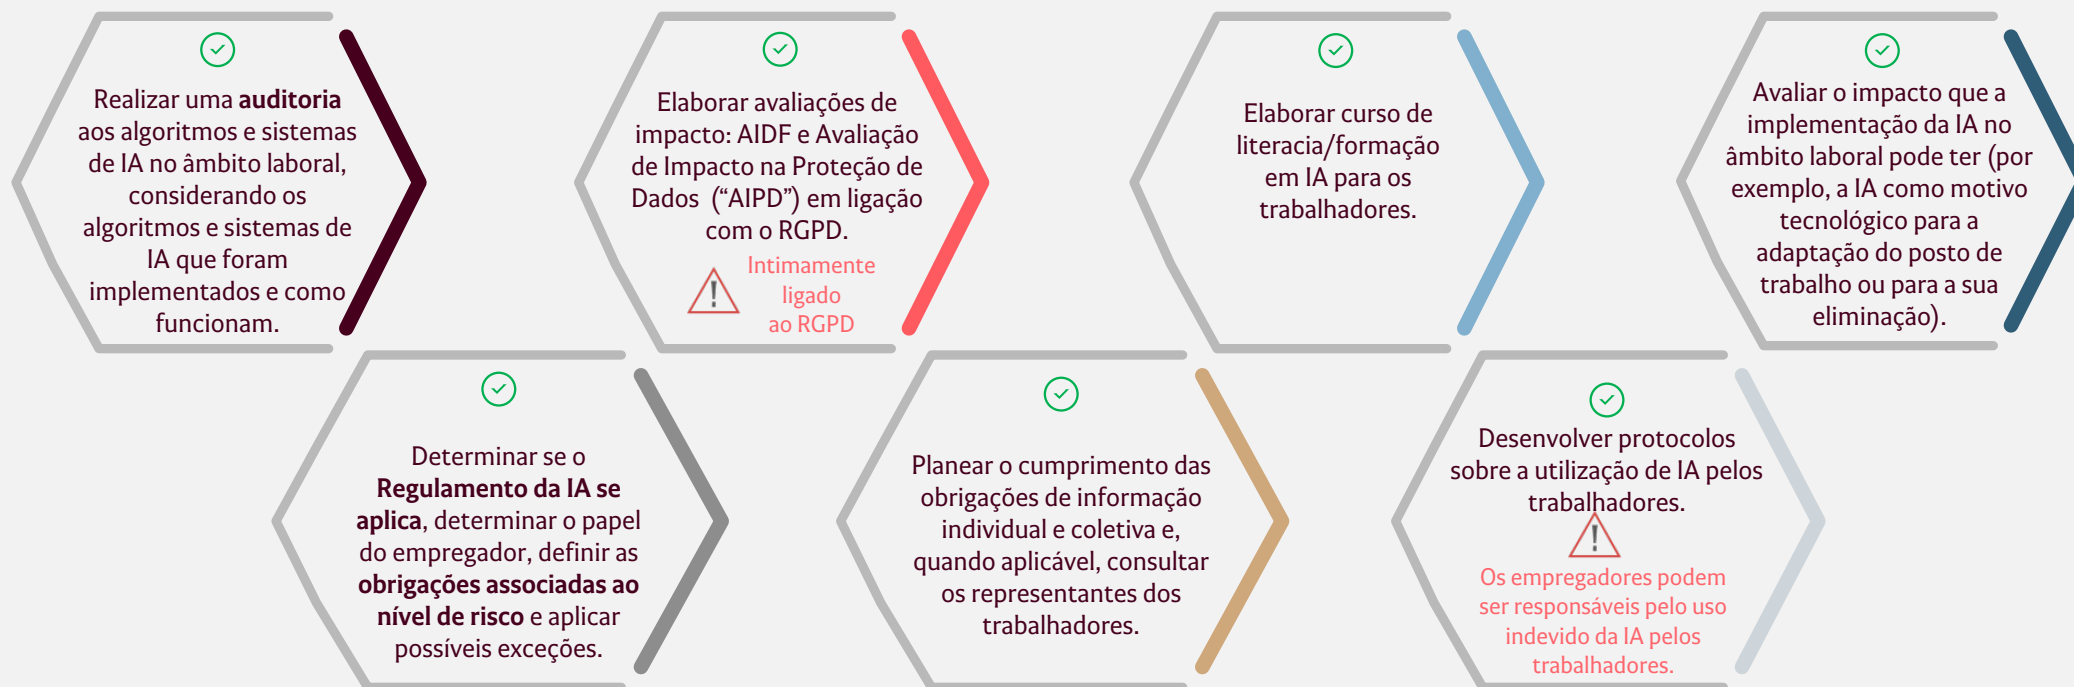 Realizar uma auditoria
aos algoritmos e sistemas
de IA no âmbito laboral,
considerando os
algoritmos e sistemas de
IA que foram
implementados e como
funcionam.
Determinar se o
Regulamento da IA se
aplica, determinar o papel
do empregador, definir as
obrigações associadas ao
nível de risco e aplicar
possíveis exceções.
Elaborar avaliações de
impacto: AIDF e Avaliação
de Impacto na Proteção de
Dados (“AIPD”) em ligação
com o RGPD.
Intimamente
ligado
ao RGPD
Planear o cumprimento das
obrigações de informação
individual e coletiva e,
quando aplicável, consultar
os representantes dos
trabalhadores.
Elaborar curso de
literacia/formação
em IA para os
trabalhadores.
Desenvolver protocolos
sobre a utilização de IA pelos
trabalhadores.
Os empregadores podem
ser responsáveis pelo uso
indevido da IA pelos
trabalhadores.
Avaliar o impacto que a
implementação da IA no
âmbito laboral pode ter (por
exemplo, a IA como motivo
tecnológico para a
adaptação do posto de
trabalho ou para a sua
eliminação).